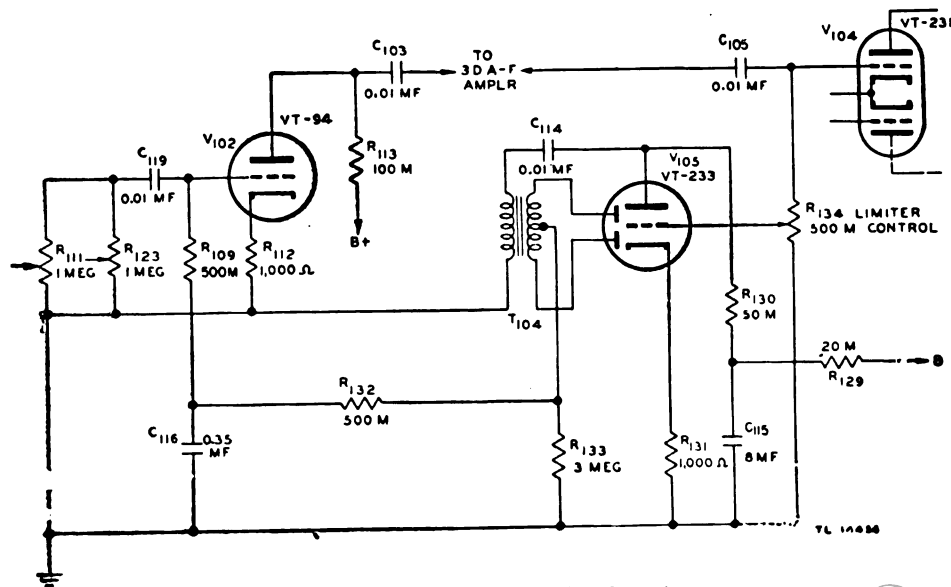 V104
VT-231
C103
0.01 MF
TO
3D A-F
AMPLR
C105
0.01 MF
VT-94
V102
C119
0.01 MF
R113
100 M
B+
C114
0.01 MF
V105
VT-233
R111
1 MEG
R123
1 MEG
R109
500M
R112
1,000 Ω
R134 LIMITER
500 M CONTROL
T104
R130
50 M
20 M
R129
B
R132
500 M
C116
0.35
MF
R133
3 MEG
R131
1,000 Ω
C115
8 MF